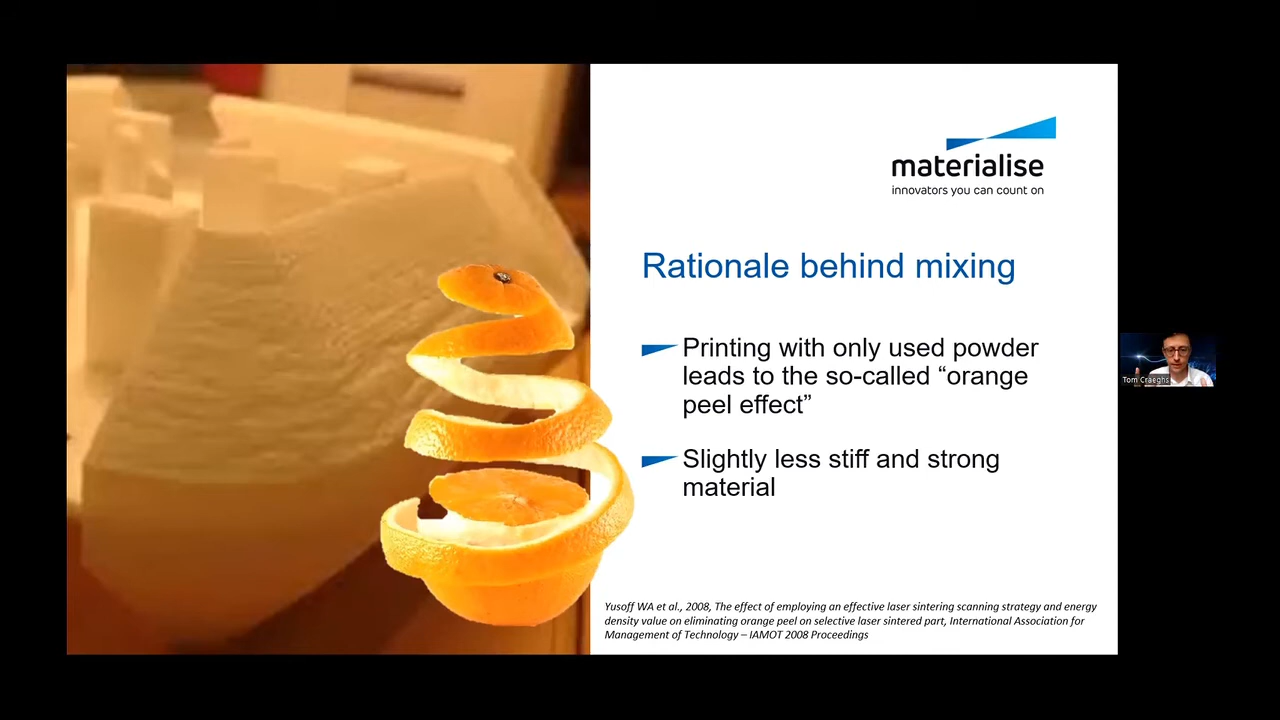 materialise
innovators you can count on
Rationale behind mixing
Printing with only used powder
leads to the so-called “orange
peel effect”
Slightly less stiff and strong
material
Tom Craeghs
Yusoff WA et al., 2008, The effect of employing an effective laser sintering scanning strategy and energy
density value on eliminating orange peel on selective laser sintered part, International Association for
Management of Technology – IAMOT 2008 Proceedings